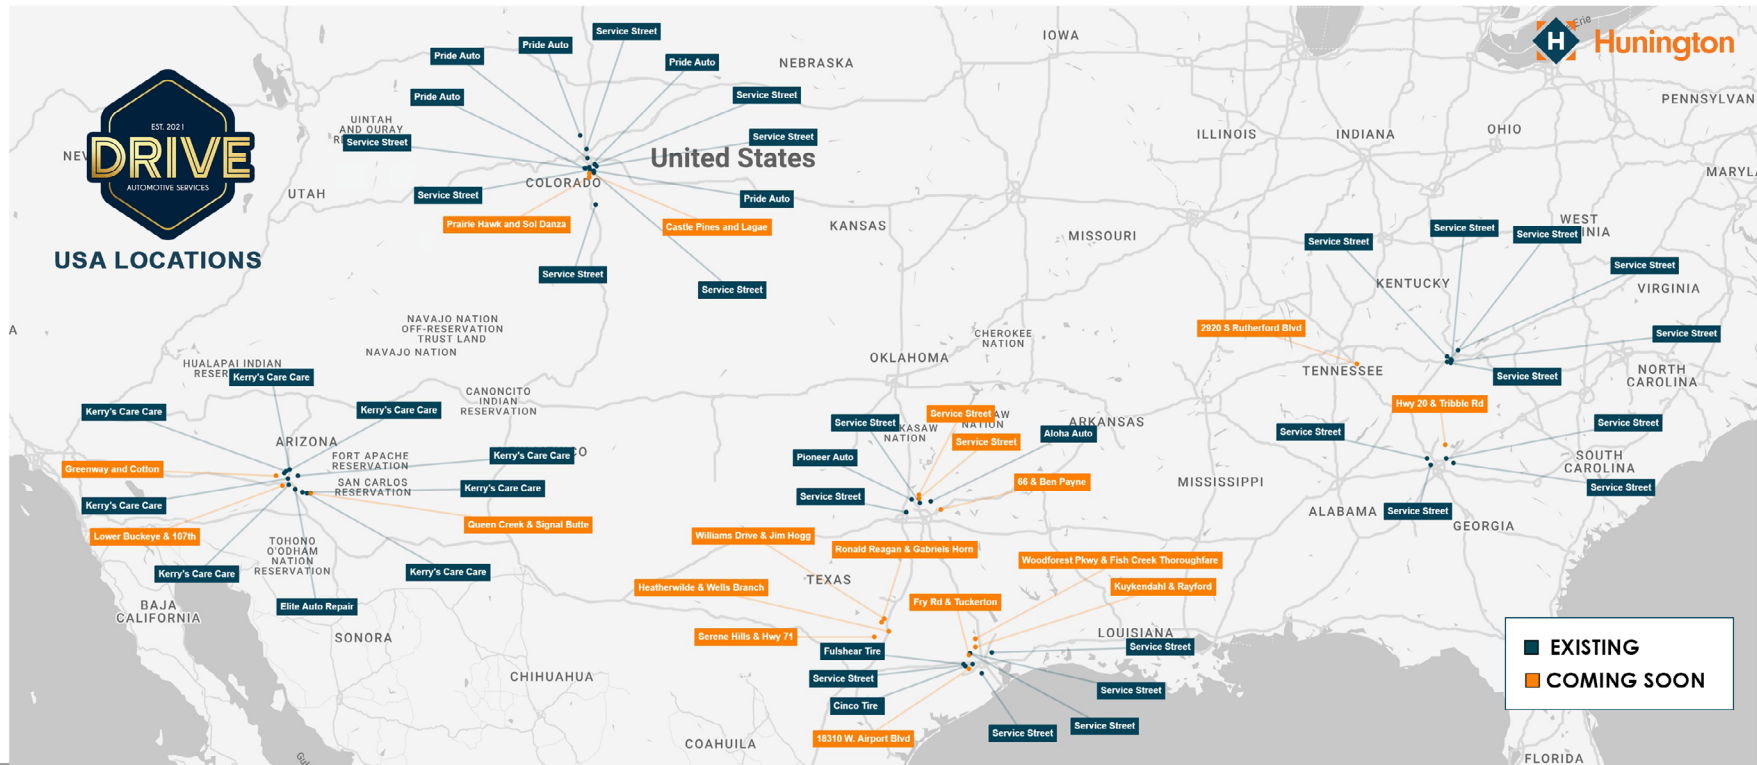 IOWA
Erie
H Hunington
Service Street
Pride Auto
Pride Auto
Pride Auto
NEBRASKA
Pride Auto
Service Street
PENNSYLVAN
UINTAH
AND OURAY
Service Street
Service Street
ILLINOIS
INDIANA
OHIO
EST. 2021
DRIVE
AUTOMOTIVE SERVICES
USA LOCATIONS
NEV
United States
UTAH
COLORADO
MARYL
Service Street
Pride Auto
Prairie Hawk and Sol Danza
Castle Pines and Lagae
KANSAS
MISSOURI
WEST
INIA
Service Street
Service Street
Service Street
Service Street
Service Street
Service Street
KENTUCKY
VIRGINIA
NAVAJO NATION
OFF-RESERVATION
TRUST LAND
NAVAJO NATION
CHEROKEE
NATION
2920 S Rutherford Blvd
Service Street
OKLAHOMA
HUALAPAI INDIAN
RESER
Kerry's Care Care
TENNESSEE
Service Street
NORTH
CAROLINA
CANONCITO
INDIAN
RESERVATION
Kerry's Care Care
Kerry's Care Care
Hwy 20 & Tribble Rd
Service Street
Service Street
AW
NATION
KASAW
NATION
ARKANSAS
Aloha Auto
Service Street
Service Street
Service Street
ARIZONA
FORT APACHE
RESERVATION
Kerry's Care Care
CO
Pioneer Auto
SOUTH
CAROLINA
Greenway and Cotton
SAN CARLOS
RESERVATION
Kerry's Care Care
Service Street
66 & Ben Payne
MISSISSIPPI
Service Street
Kerry's Care Care
ALABAMA
Service Street
GEORGIA
Lower Buckeye & 107th
Queen Creek & Signal Butte
Williams Drive & Jim Hogg
Ronald Reagan & Gabriels Horn
TOHONO
O'ODHAM
NATION
RESERVATION
Kerry's Care Care
Kerry's Care Care
Woodforest Pkwy & Fish Creek Thoroughfare
TEXAS
Heatherwilde & Wells Branch
Kuykendahl & Rayford
Fry Rd & Tuckerton
BAJA
CALIFORNIA
Elite Auto Repair
SONORA
Serene Hills & Hwy 71
LOUISIANA
Service Street
Fulshear Tire
CHIHUAHUA
Service Street
Service Street
Cinco Tire
Service Street
Service Street
18310 W. Airport Blvd
COAHUILA
EXISTING
COMING SOON
FLORIDA
Gu
A